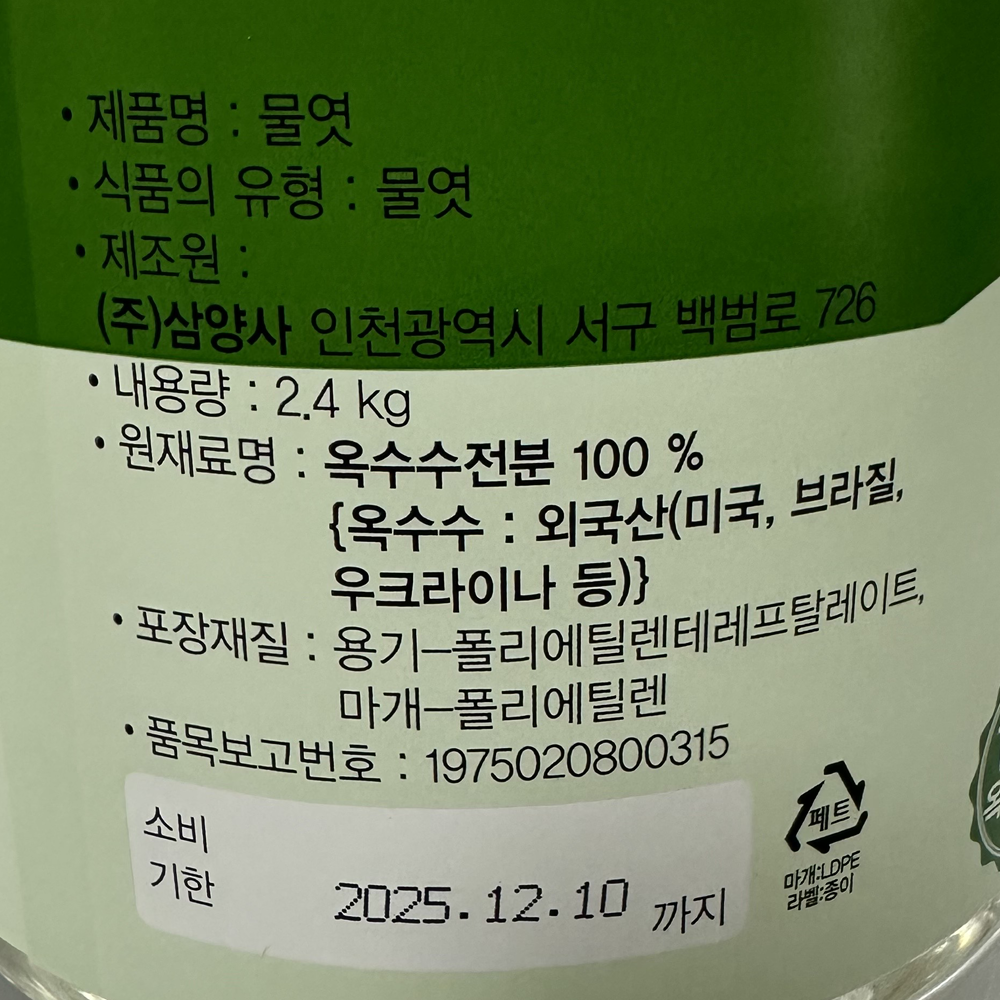 • 제품명 : 물엿
• 식품의 유형 : 물엿
• 제조원 :
(주)삼양사 인천광역시 서구 백범로 726
• 내용량 : 2.4 kg
• 원재료명 : 옥수수전분 100 %
{옥수수 : 외국산(미국, 브라질,
우크라이나 등)}
• 포장재질 : 용기–폴리에틸렌테레프탈레이트,
마개–폴리에틸렌
• 품목보고번호 : 1975020800315
소비
기한
2025.12.10 까지
페트
마개:LDPE
라벨:종이